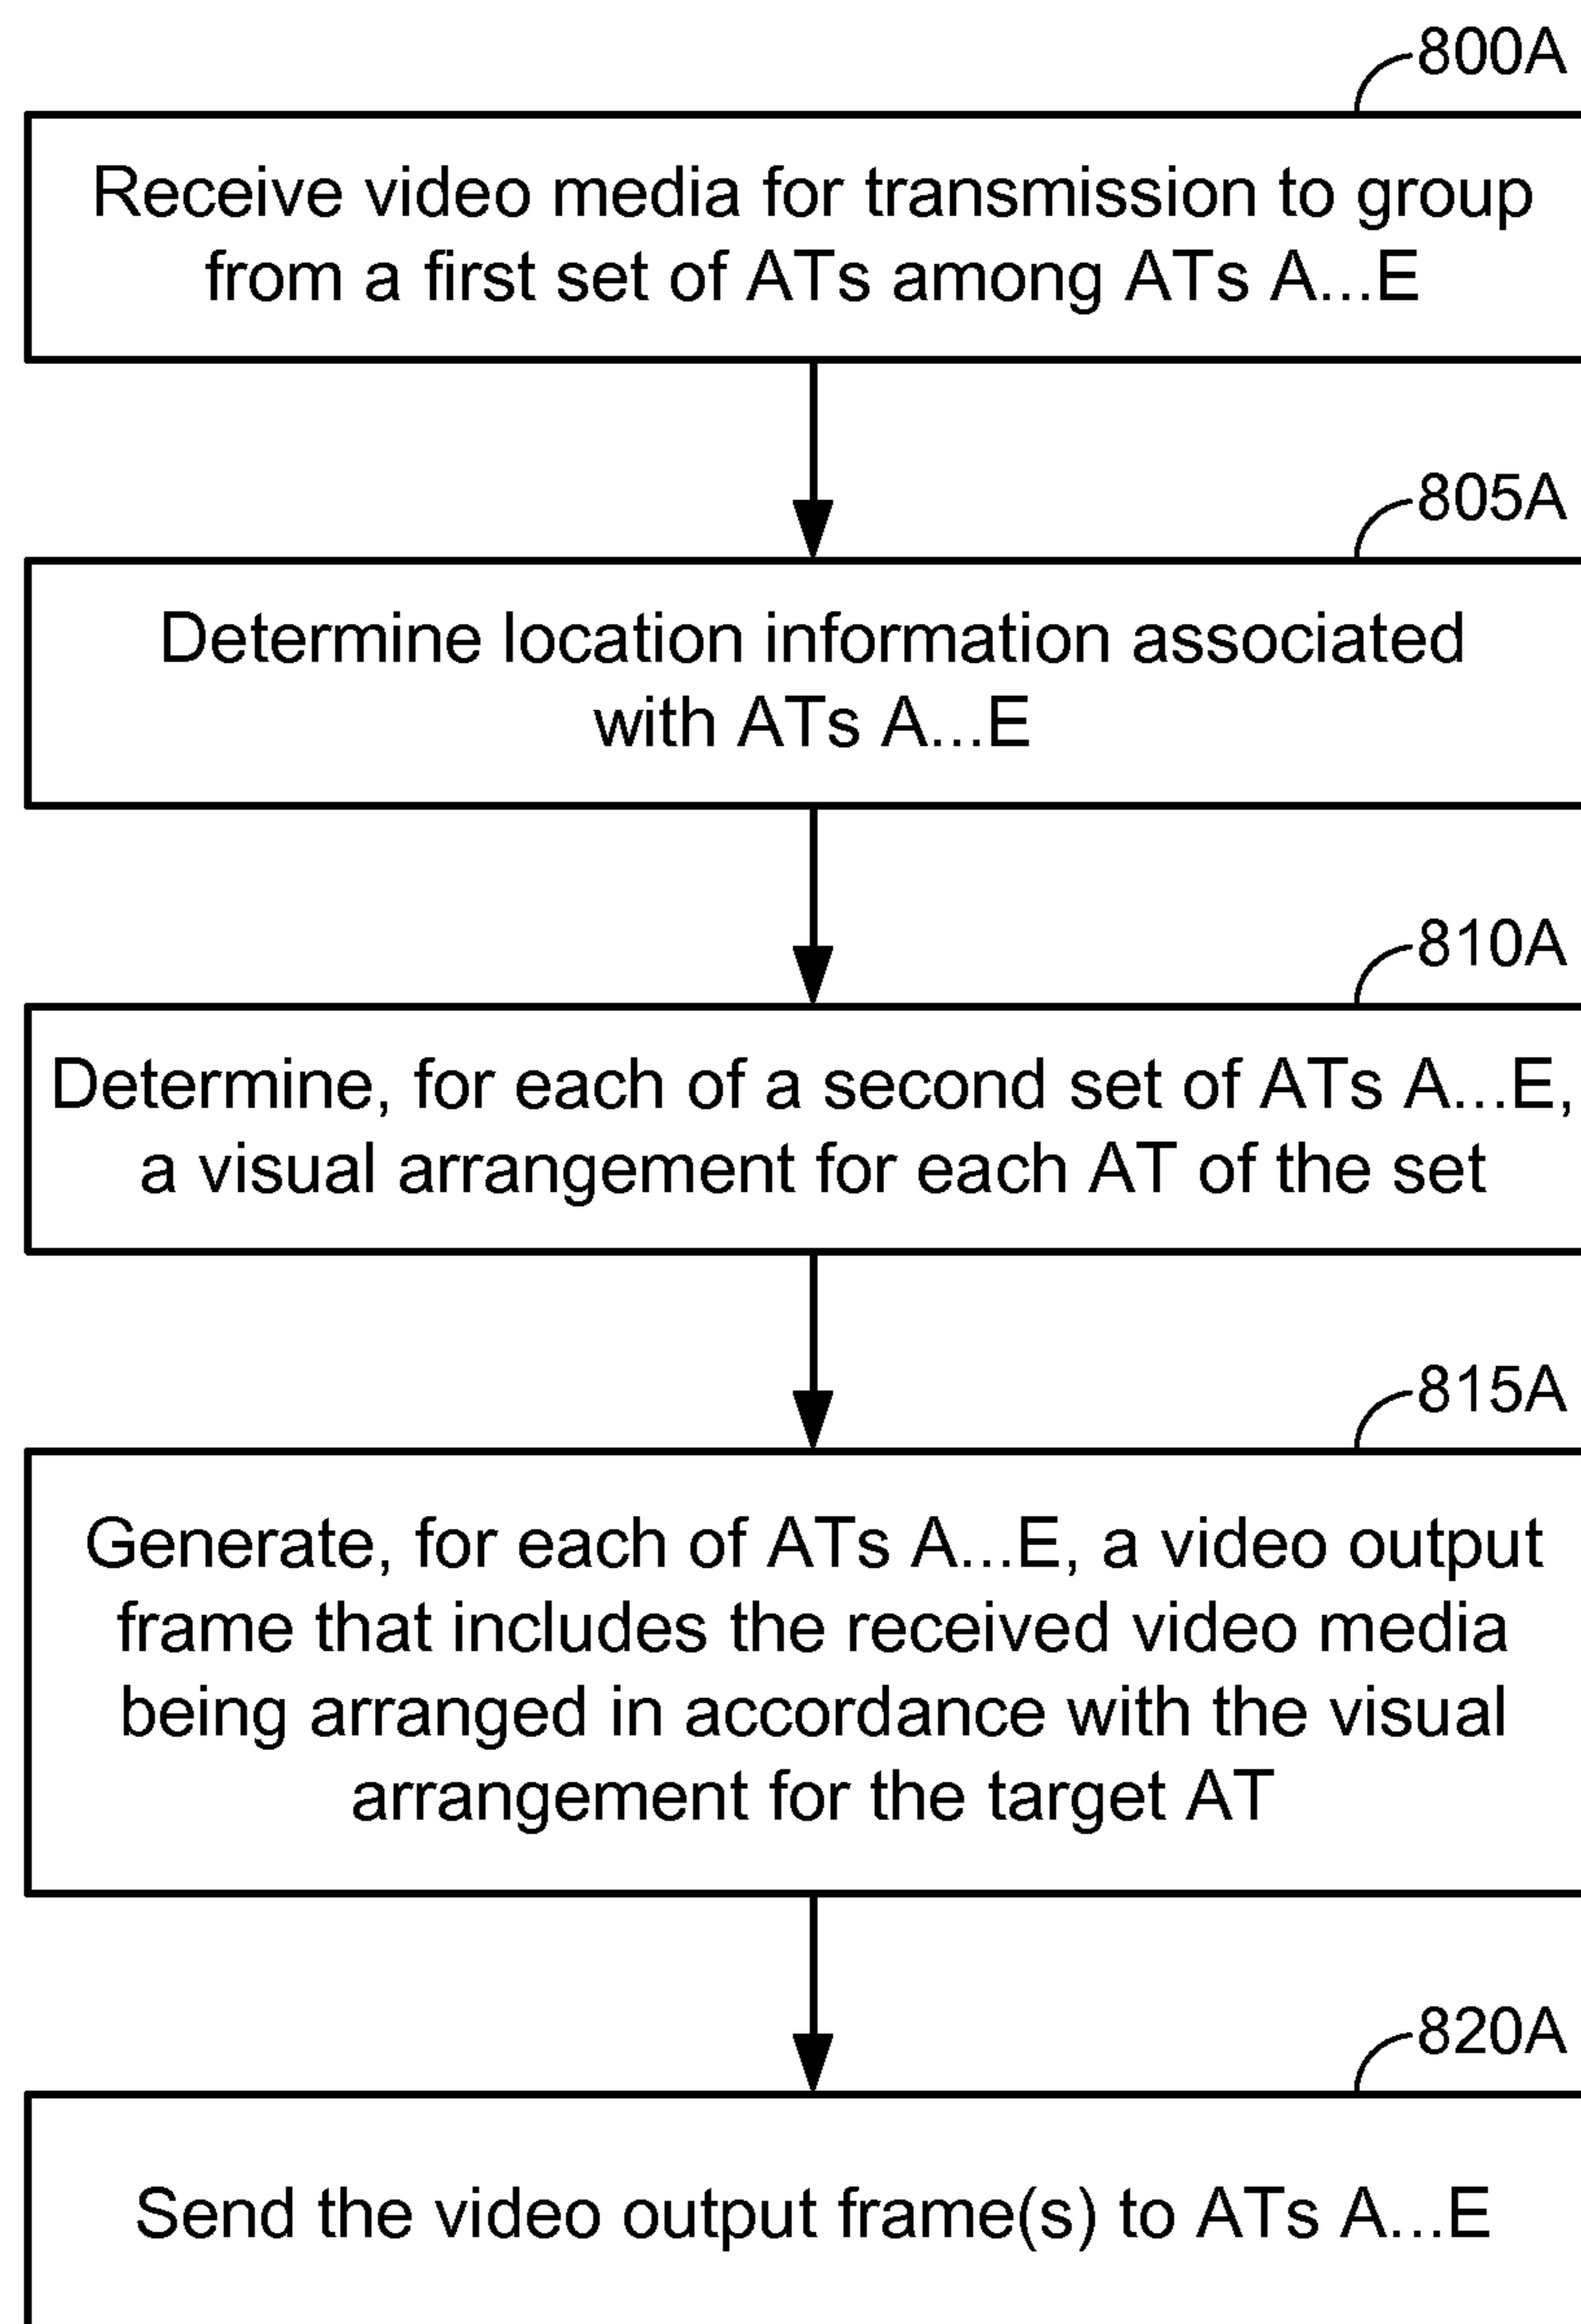 800A
Receive video media for transmission to group
from a first set of ATs among ATs A...E
805A
Determine location information associated
with ATs A...E
810A
Determine, for each of a second set of ATs A...E,
a visual arrangement for each AT of the set
815A
Generate, for each of ATs A...E, a video output
frame that includes the received video media
being arranged in accordance with the visual
arrangement for the target AT
820A
Send the video output frame(s) to ATs A...E